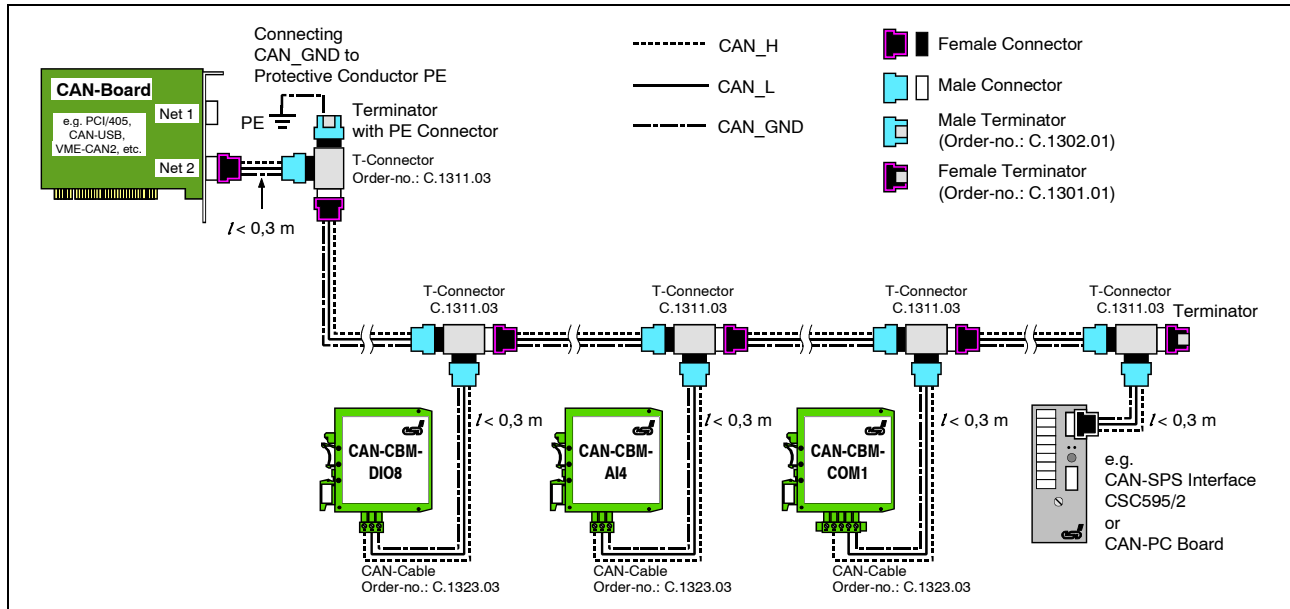 Connecting
CAN_GND to
Protective Conductor PE
CAN-Board
e.g. PCI/405,
CAN-USB,
VME-CAN2, etc.
Net 1
Net 2
PE
Terminator
with PE Connector
T-Connector
Order-no.: C.1311.03
l < 0,3 m
CAN_H
CAN_L
CAN_GND
Female Connector
Male Connector
Male Terminator
(Order-no.: C.1302.01)
Female Terminator
(Order-no.: C.1301.01)
T-Connector
C.1311.03
T-Connector
C.1311.03
T-Connector
C.1311.03
T-Connector
C.1311.03
Terminator
l < 0,3 m
l < 0,3 m
l < 0,3 m
l < 0,3 m
esd
CAN-CBM-
DIO8
esd
CAN-CBM-
AI4
esd
CAN-CBM-
COM1
esd
e.g.
CAN-SPS Interface
CSC595/2
or
CAN-PC Board
CAN-Cable
Order-no.: C.1323.03
CAN-Cable
Order-no.: C.1323.03
CAN-Cable
Order-no.: C.1323.03